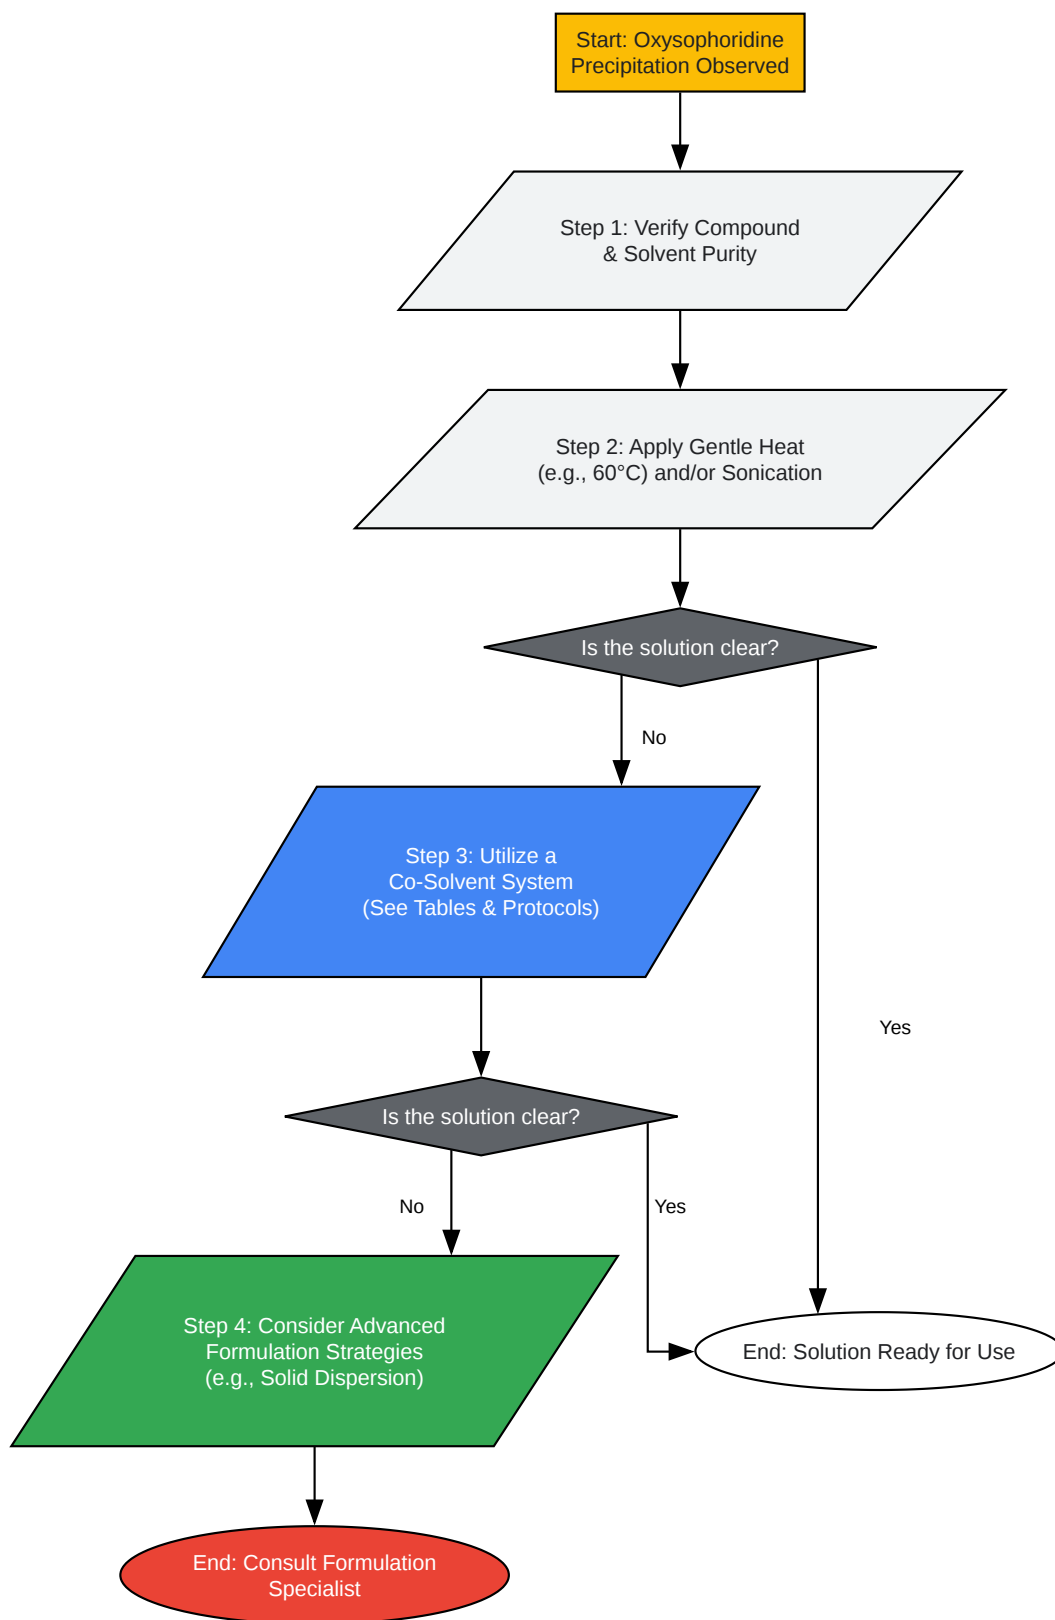 Start: Oxysophoridine
Precipitation Observed
Step 1: Verify Compound
& Solvent Purity
Step 2: Apply Gentle Heat
(e.g., 60°C) and/or Sonication
Is the solution clear?
No
Step 3: Utilize a
Co-Solvent System
(See Tables & Protocols)
Yes
Is the solution clear?
No
Yes
Step 4: Consider Advanced
Formulation Strategies
(e.g., Solid Dispersion)
End: Solution Ready for Use
End: Consult Formulation
Specialist